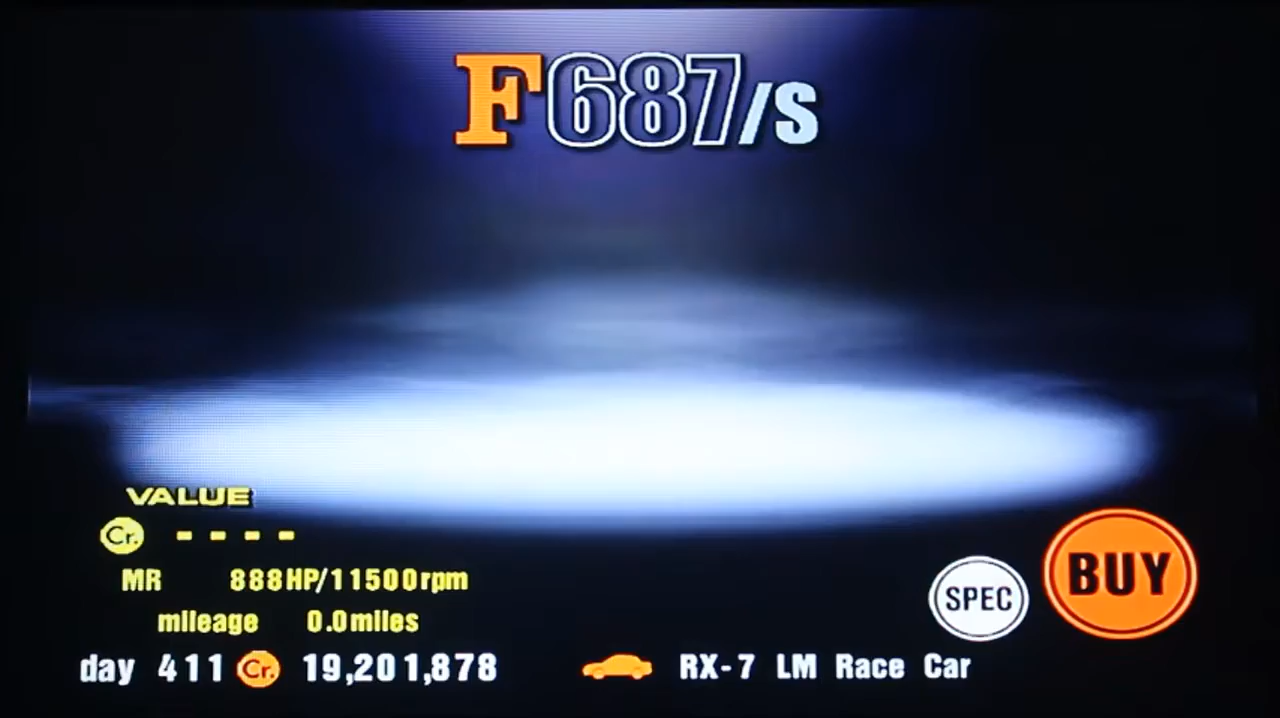 F687/S
VALUE
Cr. - - - -
MR 888HP/11500rpm
mileage 0.0miles
SPEC
BUY
day 411 Cr. 19,201,878
RX-7 LM Race Car